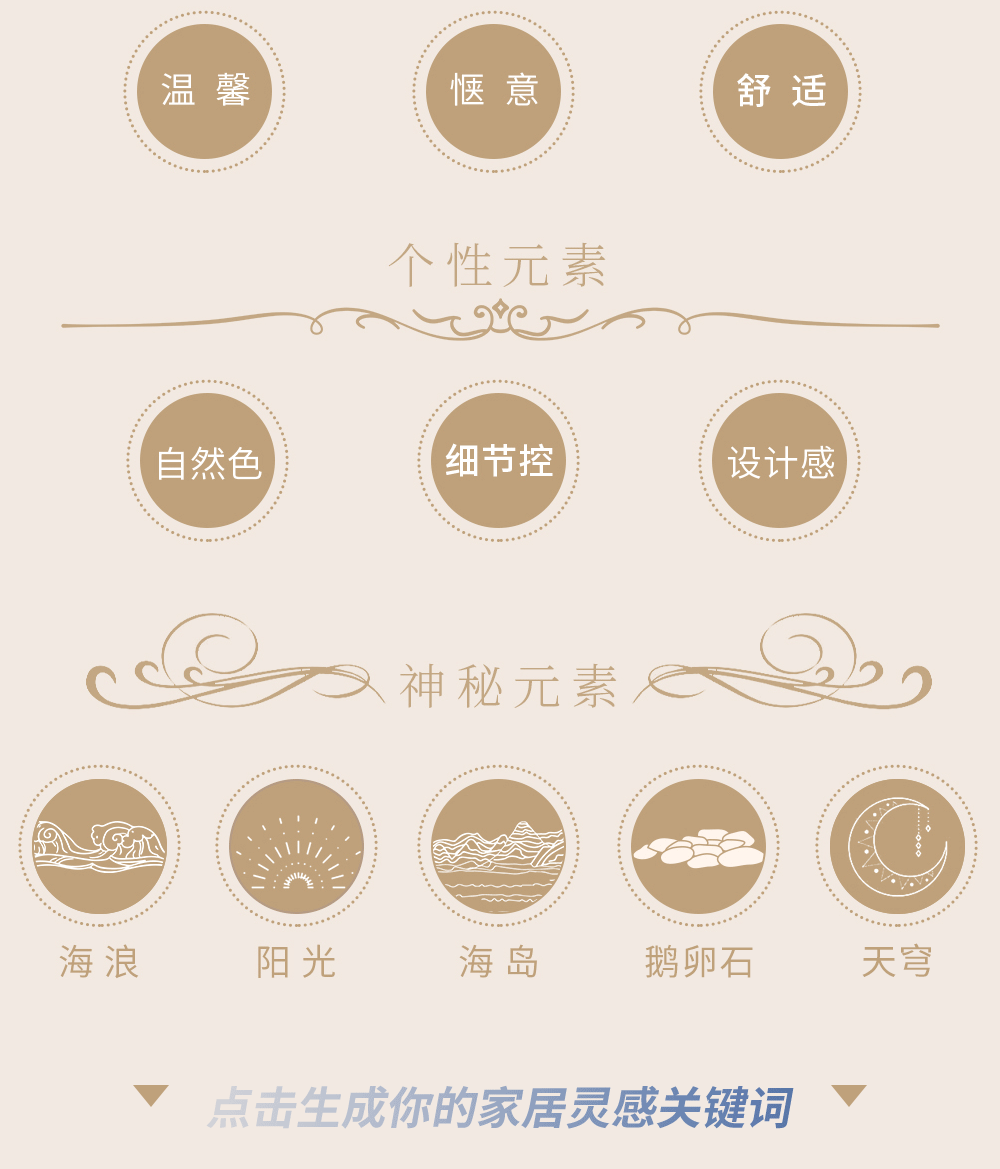 温 馨
惬 意
舒 适
个性元素
自然色
细节控
设计感
神秘元素
海 浪
阳 光
海 岛
鹅卵石
天穹
点击生成你的家居灵感关键词